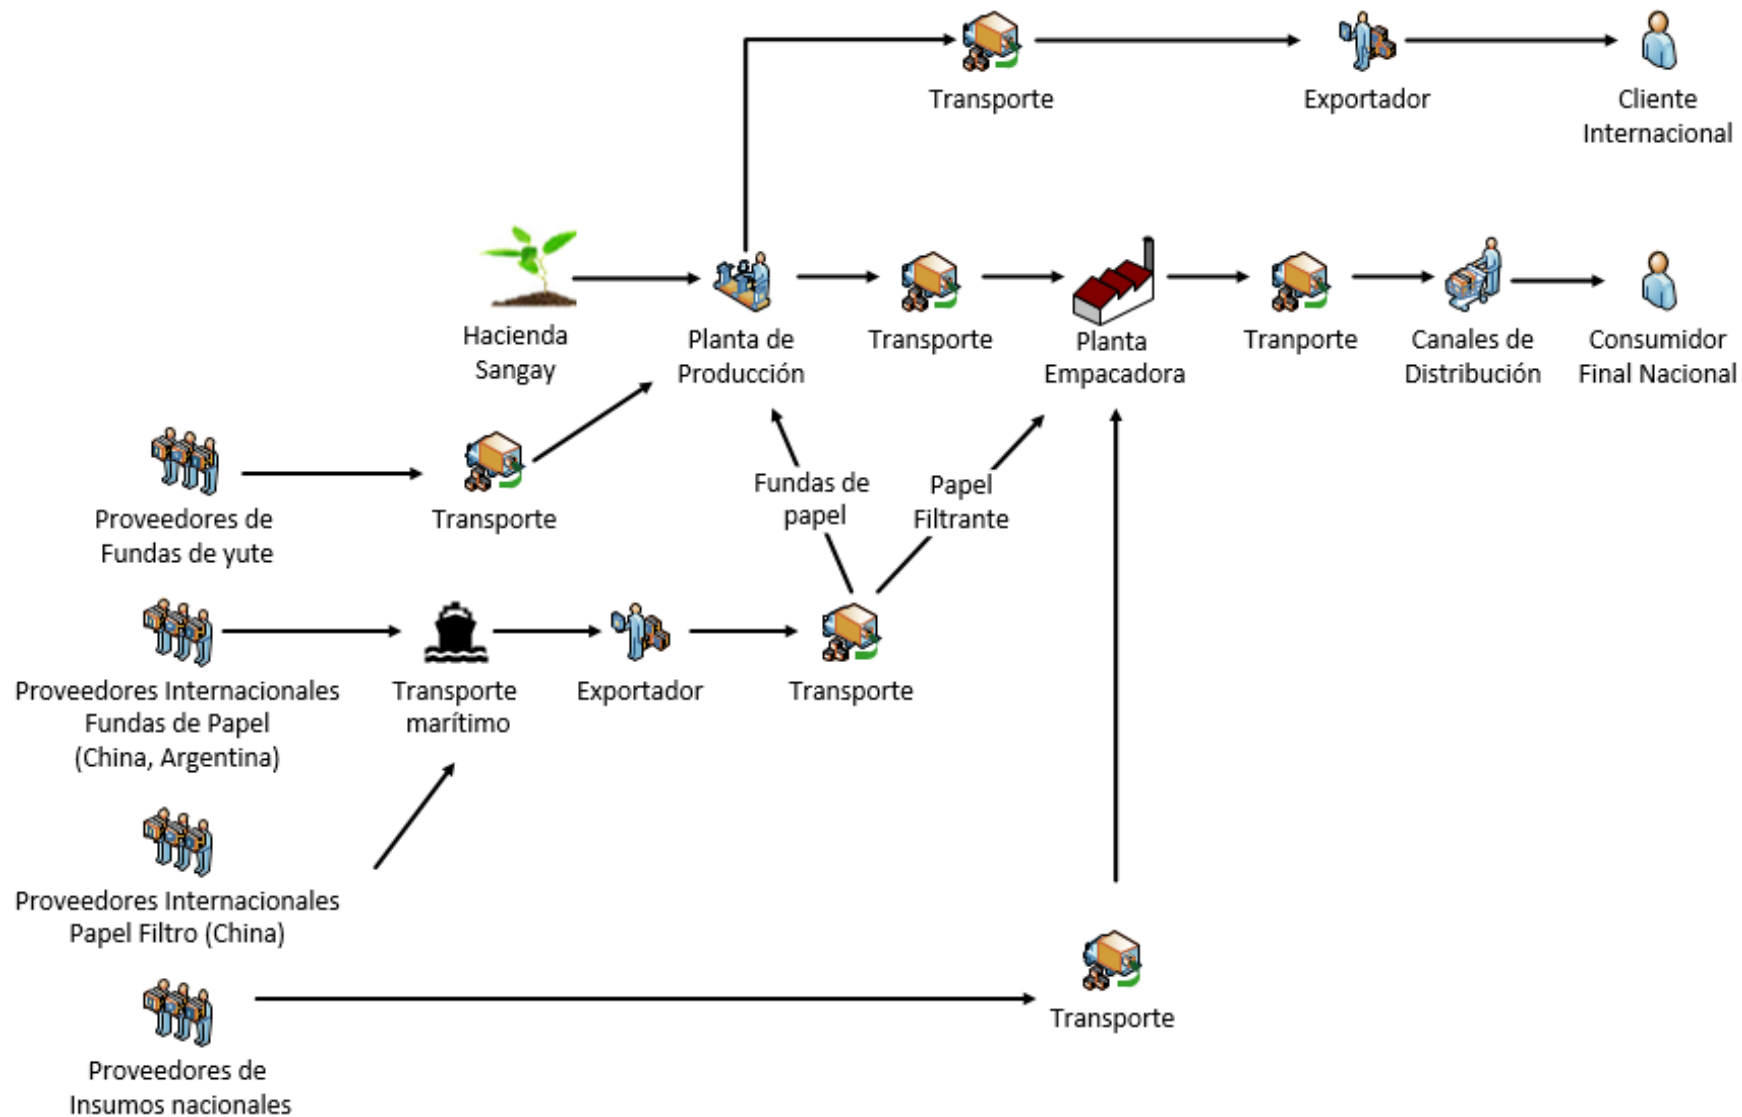 Transporte
Exportador
Cliente
Internacional
Hacienda
Sangay
Planta de
Producción
Transporte
Planta
Empacadora
Tranporte
Canales de
Distribución
Consumidor
Final Nacional
Proveedores de
Fundas de yute
Transporte
Fundas de
papel
Papel
Filtrante
Proveedores Internacionales
Fundas de Papel
(China, Argentina)
Transporte
marítimo
Exportador
Transporte
Proveedores Internacionales
Papel Filtro (China)
Transporte
Proveedores de
Insumos nacionales